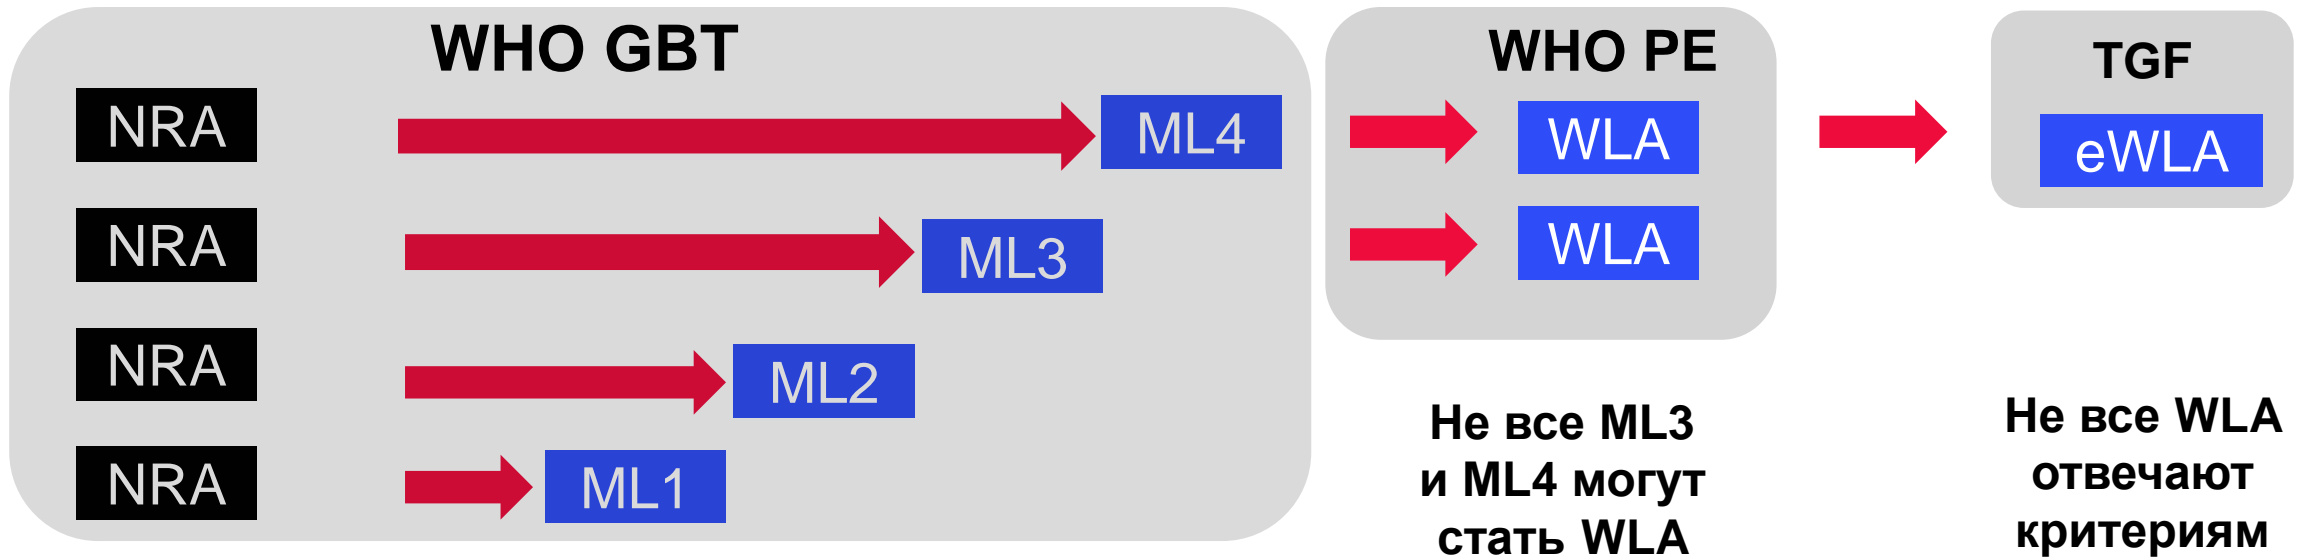 WHO GBT
NRA
ML4
NRA
ML3
NRA
ML2
NRA
ML1
WHO PE
WLA
WLA
Не все ML3
и ML4 могут
стать WLA
TGF
eWLA
Не все WLA
отвечают
критериям